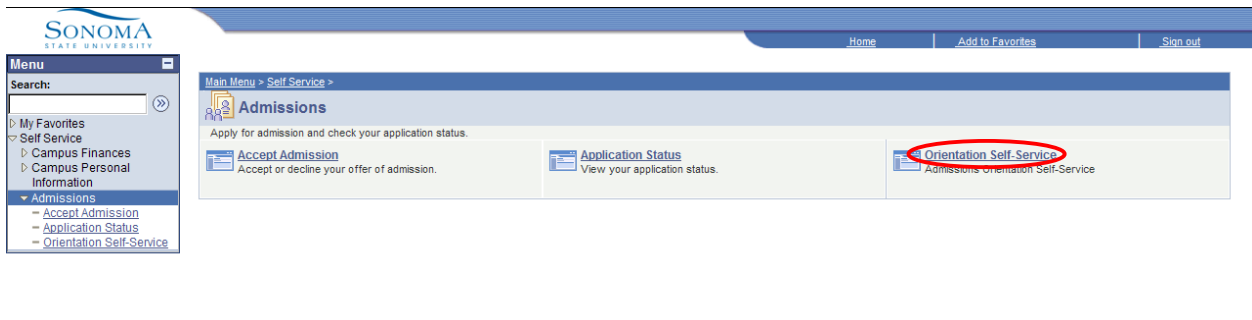 SONOMA
STATE UNIVERSITY
Home
Add to Favorites
Sign out
Menu
Search:
My Favorites
Self Service
Campus Finances
Campus Personal
Information
Admissions
Accept Admission
Application Status
Orientation Self-Service
Main Menu > Self Service >
Admissions
Apply for admission and check your application status.
Accept Admission
Accept or decline your offer of admission.
Application Status
View your application status.
Orientation Self-Service
Admissions Orientation Self-Service